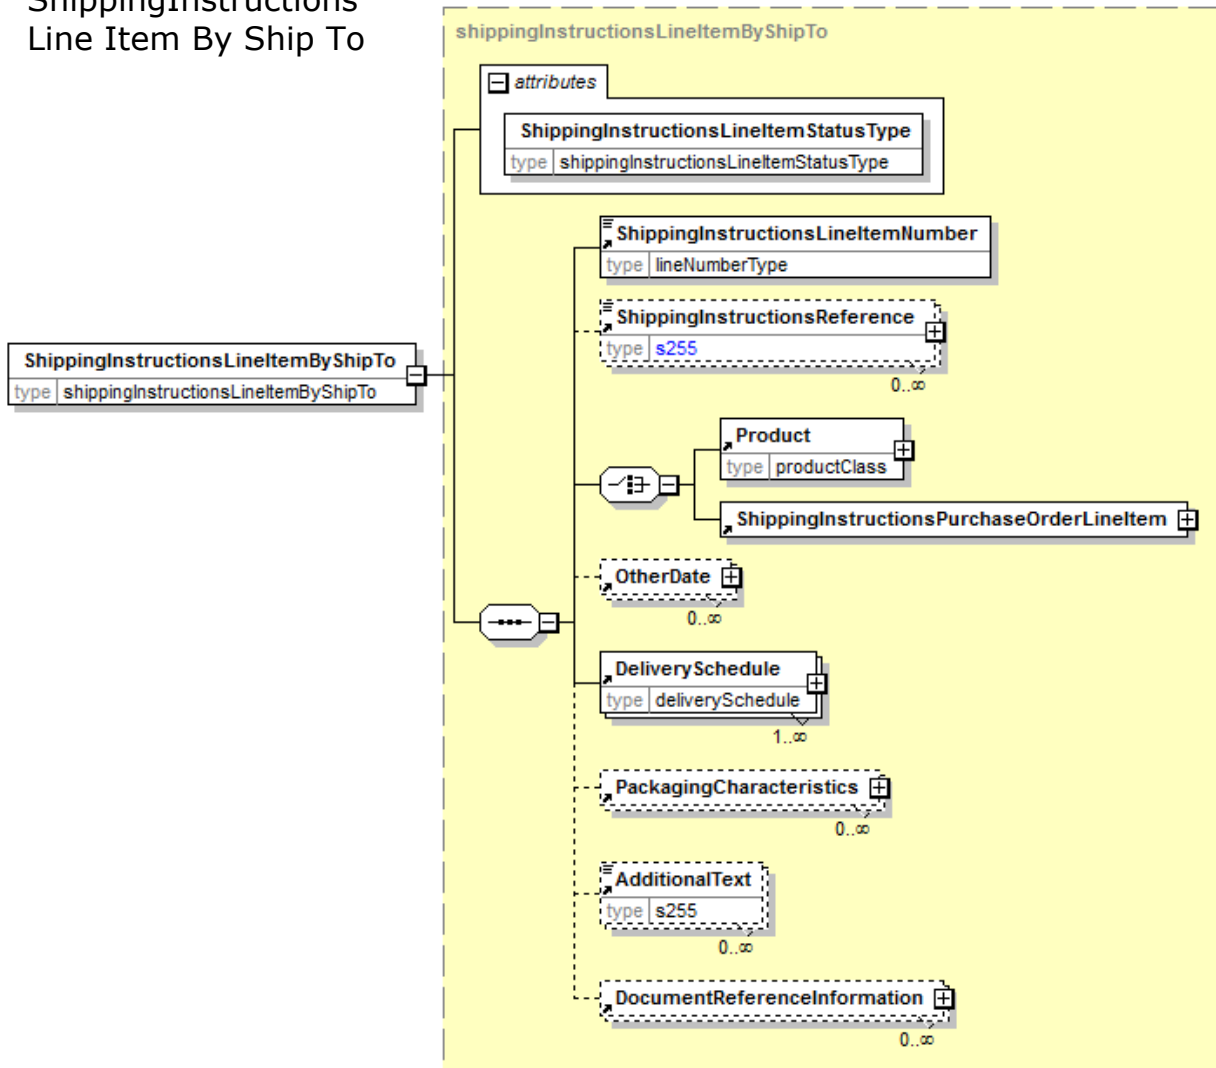 ShippingInstructions
Line Item By Ship To
shippingInstructionsLineItemByShipTo
attributes
ShippingInstructionsLineItemStatusType
type shippingInstructionsLineItemStatusType
ShippingInstructionsLineItemNumber
type lineNumberType
ShippingInstructionsReference
type s255
0..∞
ShippingInstructionsLineItemByShipTo
type shippingInstructionsLineItemByShipTo
Product
type productClass
ShippingInstructionsPurchaseOrderLineItem
OtherDate
0..∞
DeliverySchedule
type deliverySchedule
1..∞
PackagingCharacteristics
0..∞
AdditionalText
type s255
0..∞
DocumentReferenceInformation
0..∞